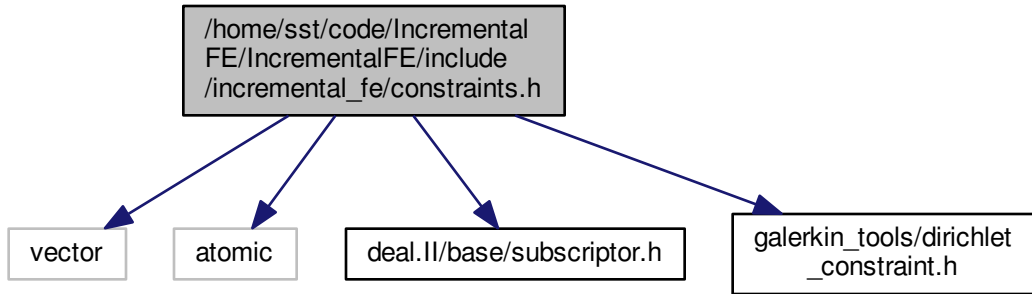 /home/sst/code/Incremental
FE/IncrementalFE/include
/incremental_fe/constraints.h
vector
atomic
deal.II/base/subscriptor.h
galerkin_tools/dirichlet
_constraint.h